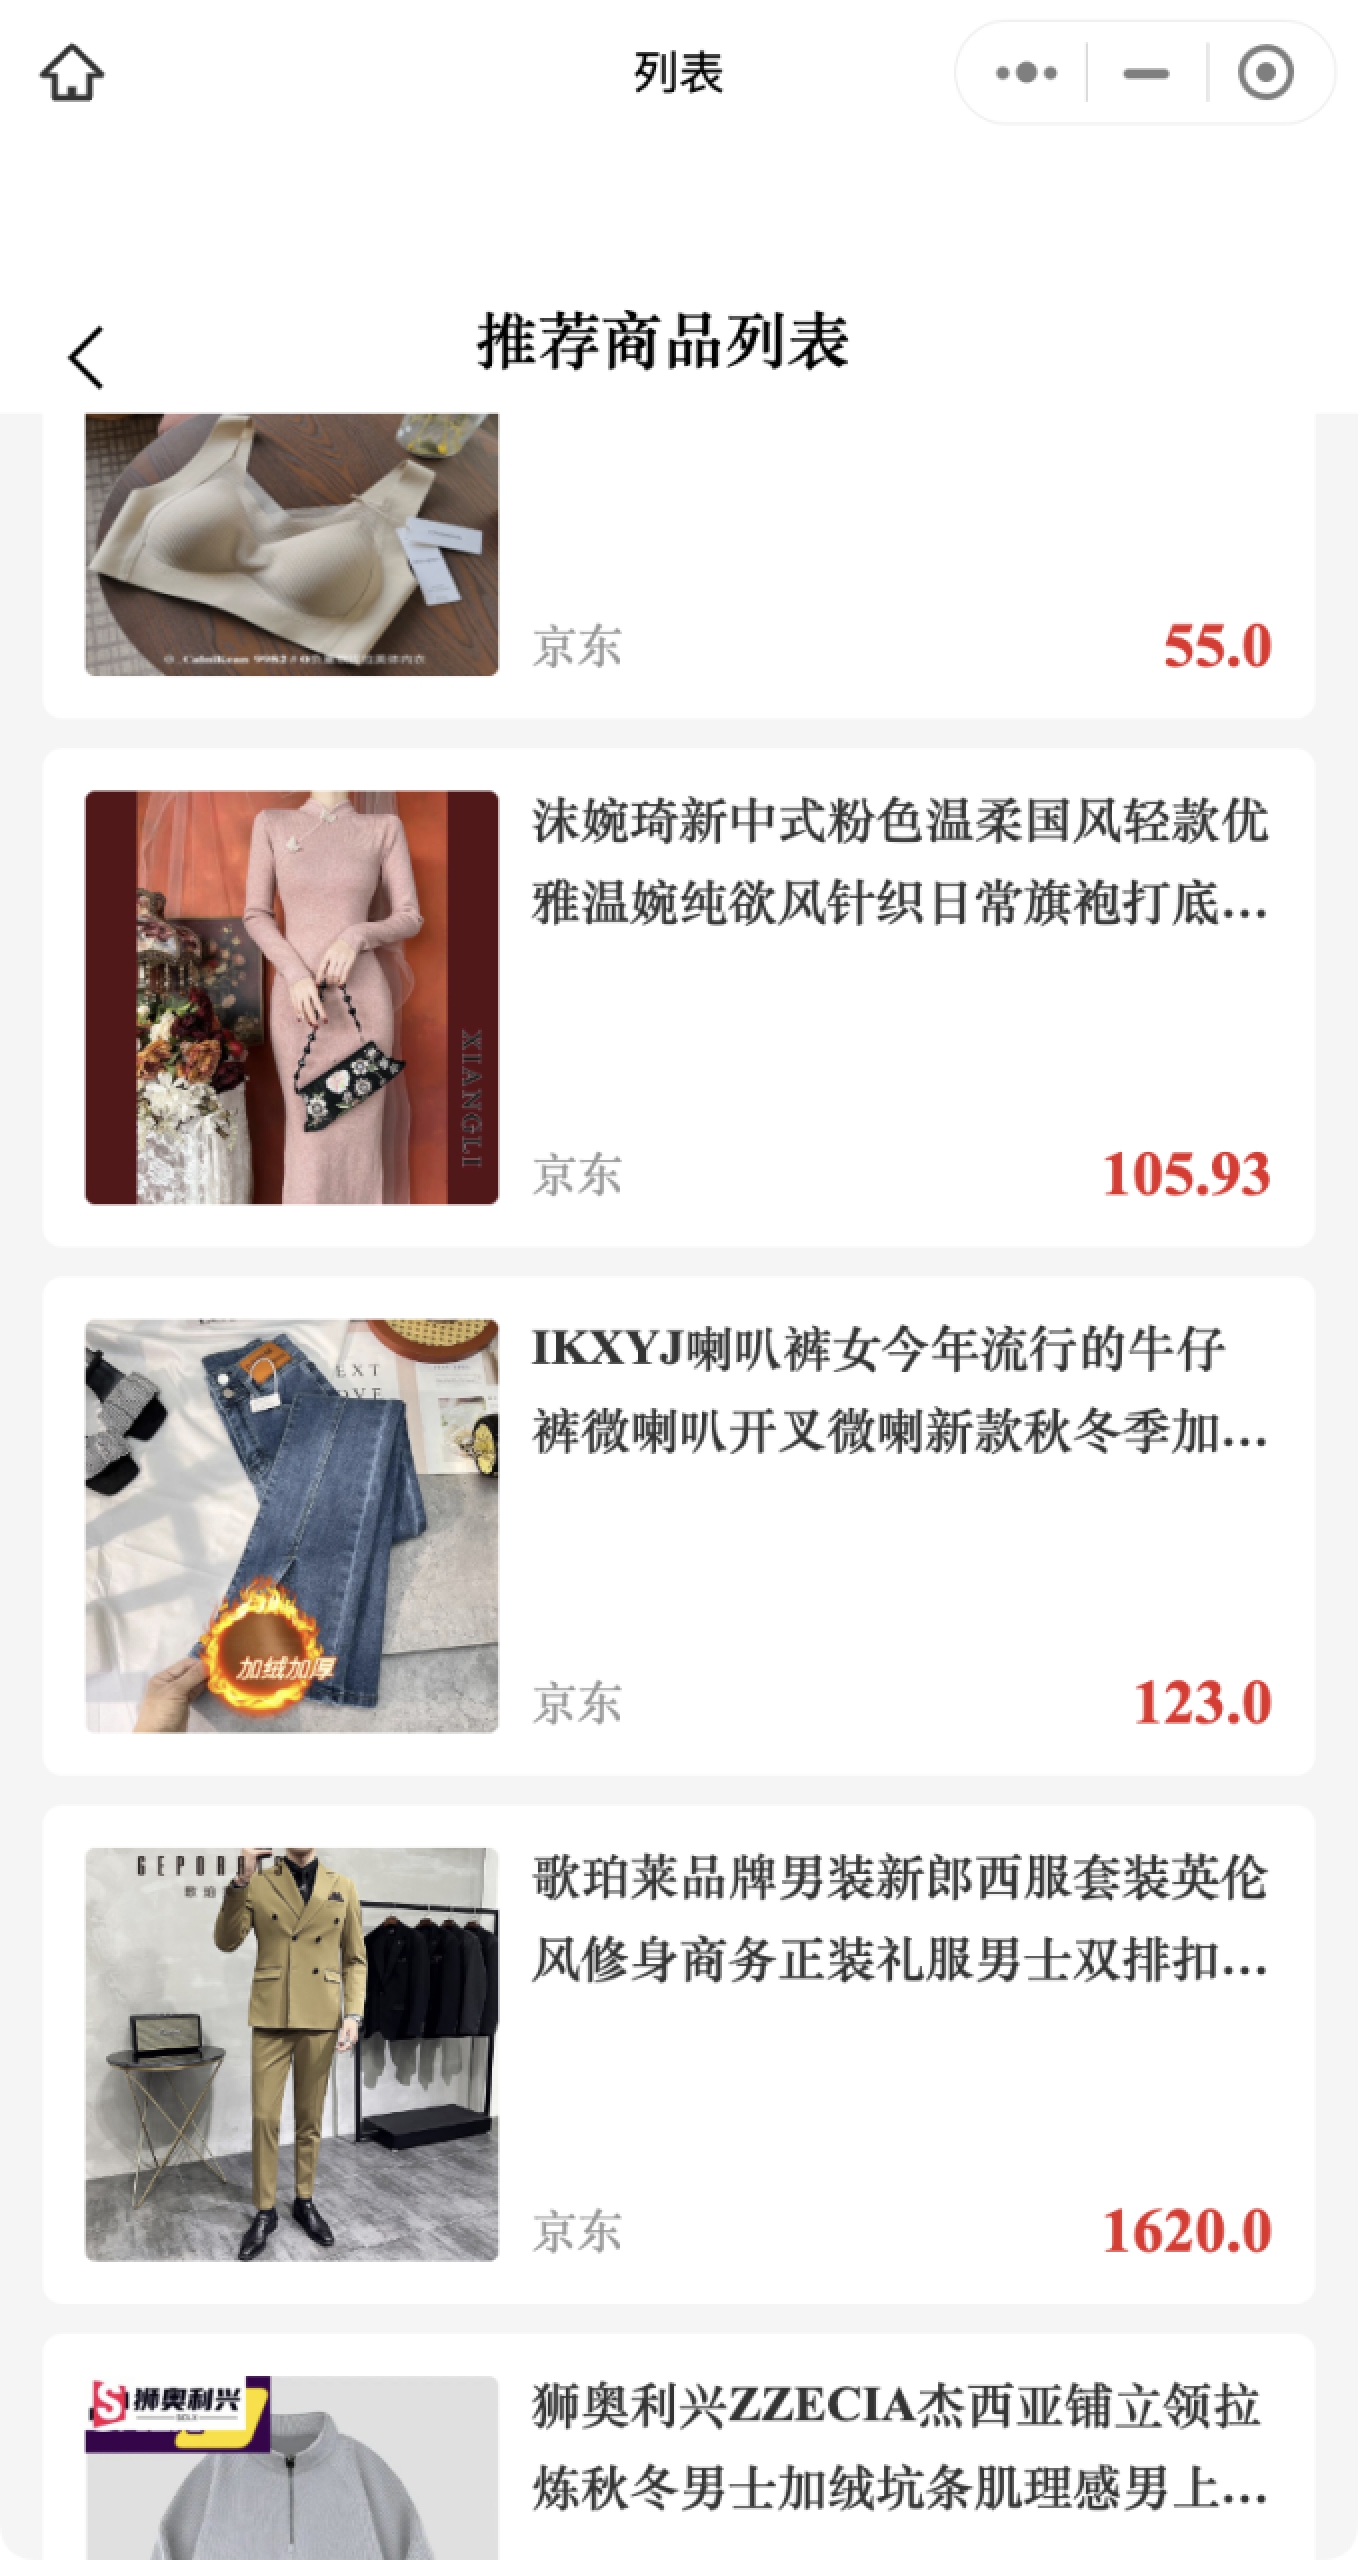 列表
推荐商品列表
京东
55.0
沫婉琦新中式粉色温柔国风轻款优
雅温婉纯欲风针织日常旗袍打底...
XIANGLI
京东
105.93
IKXYJ喇叭裤女今年流行的牛仔
裤微喇叭开叉微喇新款秋冬季加...
加绒加厚
京东
123.0
歌珀莱品牌男装新郎西服套装英伦
风修身商务正装礼服男士双排扣...
京东
1620.0
狮奥利兴
狮奥利兴ZZECIA杰西亚铺立领拉
炼秋冬男士加绒坑条肌理感男上...